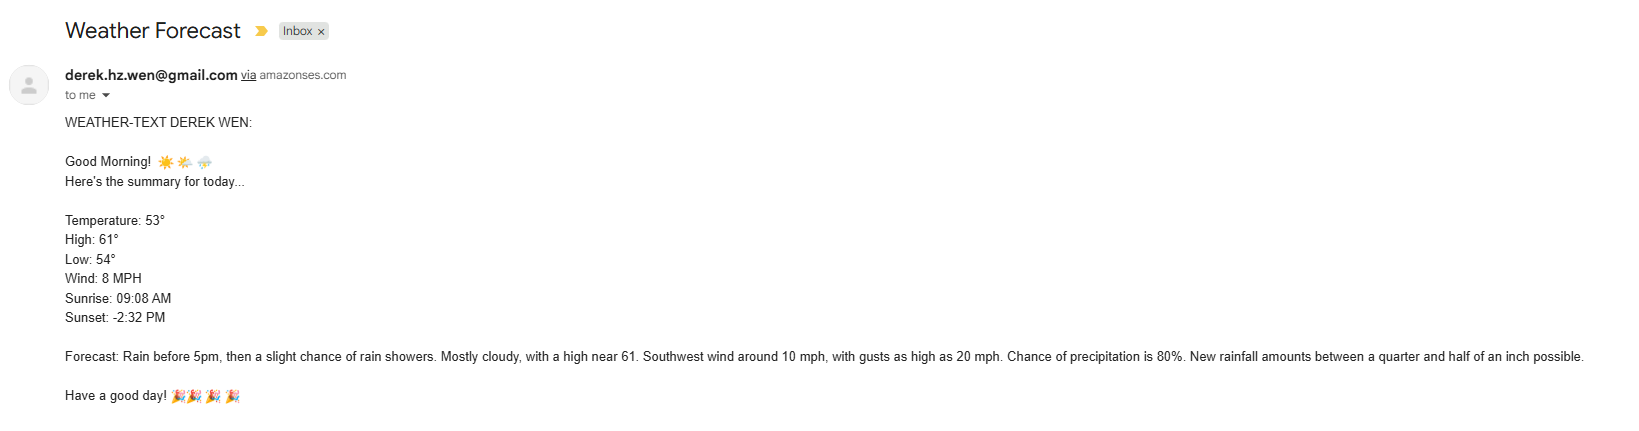 Weather Forecast Inbox ×
derek.hz.wen@gmail.com via amazonses.com
to me
WEATHER-TEXT DEREK WEN:
Good Morning! ☀️ 🌤️ ⛈️
Here's the summary for today...
Temperature: 53°
High: 61°
Low: 54°
Wind: 8 MPH
Sunrise: 09:08 AM
Sunset: -2:32 PM
Forecast: Rain before 5pm, then a slight chance of rain showers. Mostly cloudy, with a high near 61. Southwest wind around 10 mph, with gusts as high as 20 mph. Chance of precipitation is 80%. New rainfall amounts between a quarter and half of an inch possible.
Have a good day! 🎉🎉 🎉 🎉